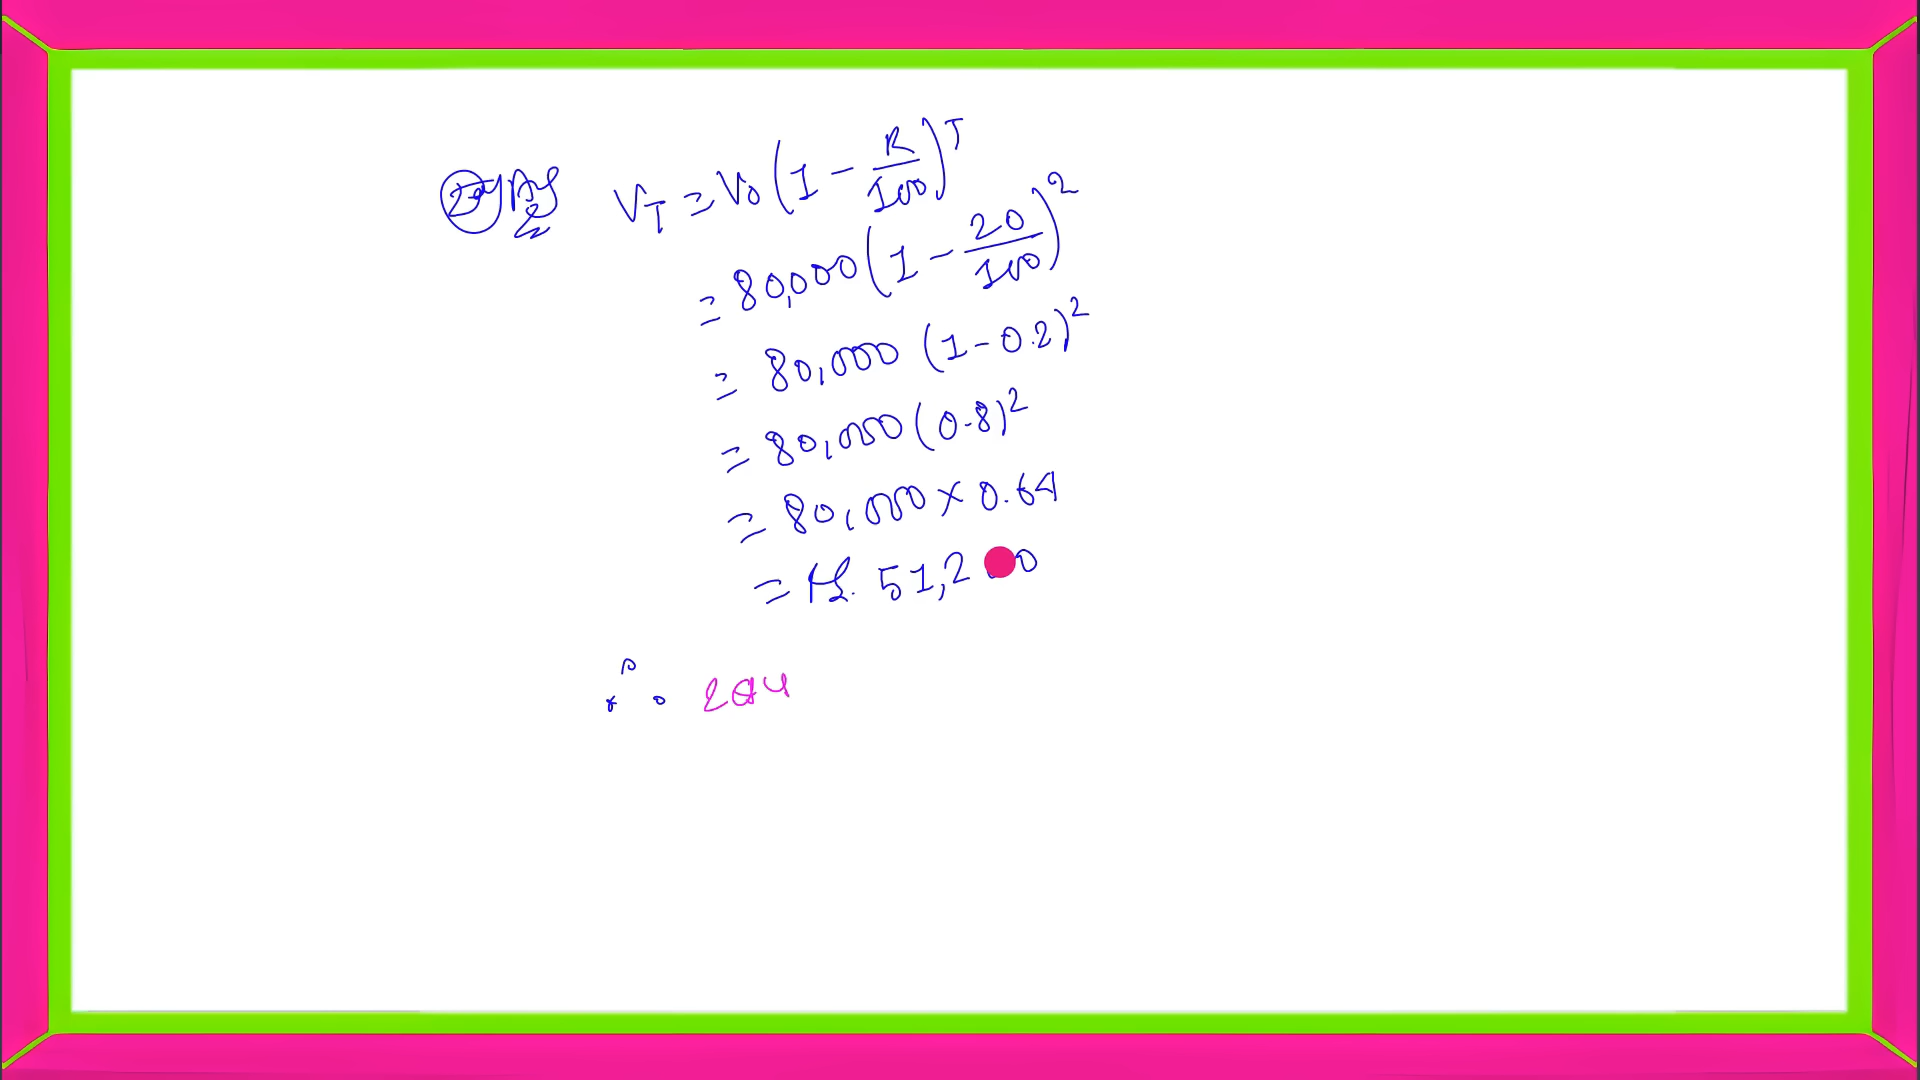 V_T = V_0 (1 - R/100)^T
= 80,000 (1 - 20/100)^2
= 80,000 (1-0.2)^2
= 80,000 (0.8)^2
= 80,000 × 0.64
= 51,2 0